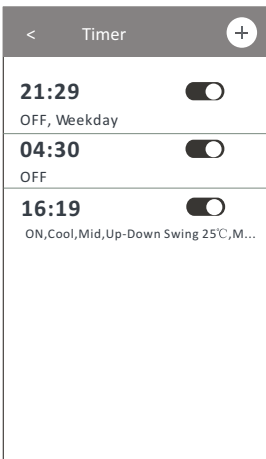 < Timer +
21:29
OFF, Weekday
04:30
OFF
16:19
ON,Cool,Mid,Up-Down Swing 25℃,M...